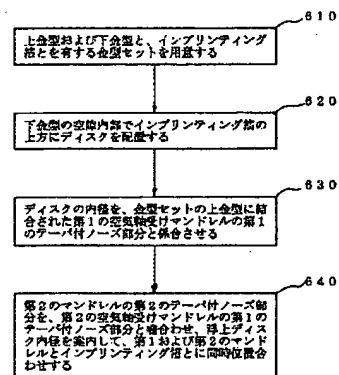 610
上金型および下金型と、インプリンティング
箔とを有する金型セットを用意する
620
下金型の空隙内部でインプリンティング箔の
上方にディスクを配置する
630
ディスクの内径を、金型セットの上金型に結
合された第1の空気軸受けマンドレルの第1
のテーパ付ノーズ部分と係合させる
640
第2のマンドレルの第2のテーパ付ノーズ部
分を、第2の空気軸受けマンドレルの第1の
テーパ付ノーズ部分と噛合わせ、浮上ディス
ク内径を案内して、第1および第2のマンド
レルとインプリンティング箔とに同時位置合
わせする